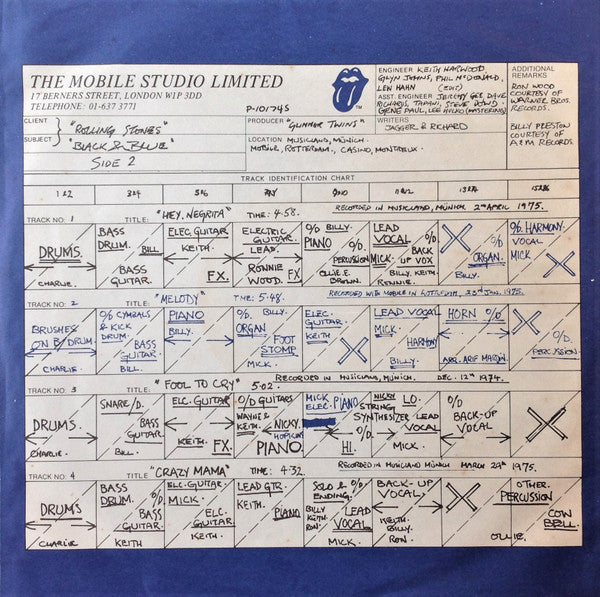 THE MOBILE STUDIO LIMITED
17 BERNERS STREET, LONDON W1P 3DD
TELEPHONE: 01-637 3771
TM
P-101745
CLIENT "ROLLING STONES"
SUBJECT "BLACK & BLUE"
SIDE 2
PRODUCER "GLIMMER TWINS"
LOCATION MUSICLAND, MUNICH.
MOBILE, ROTTERDAM, CASINO, MONTREUX.
ENGINEER KEITH HARWOOD,
GLYN JOHNS, PHIL McDONALD,
LEW HAHN
ASST. ENGINEER JEREMY GEE, DAVE
RICHARDS, TAPANI, STEVE DOWD,
GENE PAUL, LEE HULKO (MASTERING)
WRITERS
JAGGER & RICHARD
ADDITIONAL
REMARKS
RON WOOD
COURTESY OF
WARNER BROS.
RECORDS.
BILLY PRESTON
COURTESY OF
A&M RECORDS.
TRACK IDENTIFICATION CHART
1 & 2 3 & 4 5 & 6 7 & 8 9 & 10 11 & 12 13 & 14 15 & 16
TRACK NO: 1 TITLE: "HEY, NEGRITA" TIME: 4.58. RECORDED IN MUSICLAND, MUNICH 2nd APRIL 1975.
DRUMS.
CHARLIE.
BASS
DRUM.
BILL
BASS
GUITAR.
ELEC. GUITAR
KEITH.
FX.
ELECTRIC
GUITAR.
LEAD.
RONNIE
WOOD.
FX
O/D BILLY.
PIANO
O/D
PERCUSSION
OLLIE. E.
BROWN.
LEAD
VOCAL
MICK.
O/D
BACK
UP VOX
BILLY. KEITH.
RONNIE.
O/D
ORGAN.
BILLY.
O/D. HARMONY.
VOCAL
MICK
TRACK NO: 2 TITLE: "MELODY" TIME: 5.48. RECORDED WITH MOBILE IN ROTTERDAM, 23rd JAN. 1975.
BRUSHES
ON B/DRUM
CHARLIE.
O/D CYMBALS
& KICK
DRUM.
BASS
GUITAR.
BILL
PIANO
BILLY.
O/D. BILLY.
ORGAN
FOOT
STOMP
MICK.
ELEC.
GUITAR
KEITH
LEAD VOCAL
MICK.
HARMONY
BILLY.
HORN O/D
ARR. ARIF MARDIN.
O/D.
PERCUSSION.
TRACK NO: 3 TITLE: "FOOL TO CRY" 5.02. RECORDED IN MUSICLAND, MUNICH. DEC. 12th 1974.
DRUMS.
CHARLIE.
SNARE/D.
BASS
GUITAR.
BILL.
ELC. GUITAR
KEITH.
FX.
O/D GUITARS
WAYNE &
KEITH.
NICKY
HOPKINS
PIANO.
MICK
ELEC. PIANO
O/D.
HI.
NICKY LO.
STRINGS
SYNTHESIZER
LEAD
VOCAL
MICK.
O/D
BACK-UP
VOCAL
TRACK NO: 4 TITLE: "CRAZY MAMA" TIME: 4.32. RECORDED IN MUSICLAND MUNICH MARCH 29th 1975.
DRUMS
CHARLIE
BASS
DRUM.
O/D
BASS
GUITAR.
KEITH
ELC. GUITAR
MICK.
ELC.
GUITAR.
KEITH.
LEAD GTR.
KEITH.
PIANO
SOLO & O/D
ENDING.
BILLY
KEITH.
RON.
LEAD
VOCAL
MICK.
BACK-UP
VOCAL.
KEITH.
BILLY.
RON.
OTHER.
PERCUSSION
OLLIE.
COW
BELL.